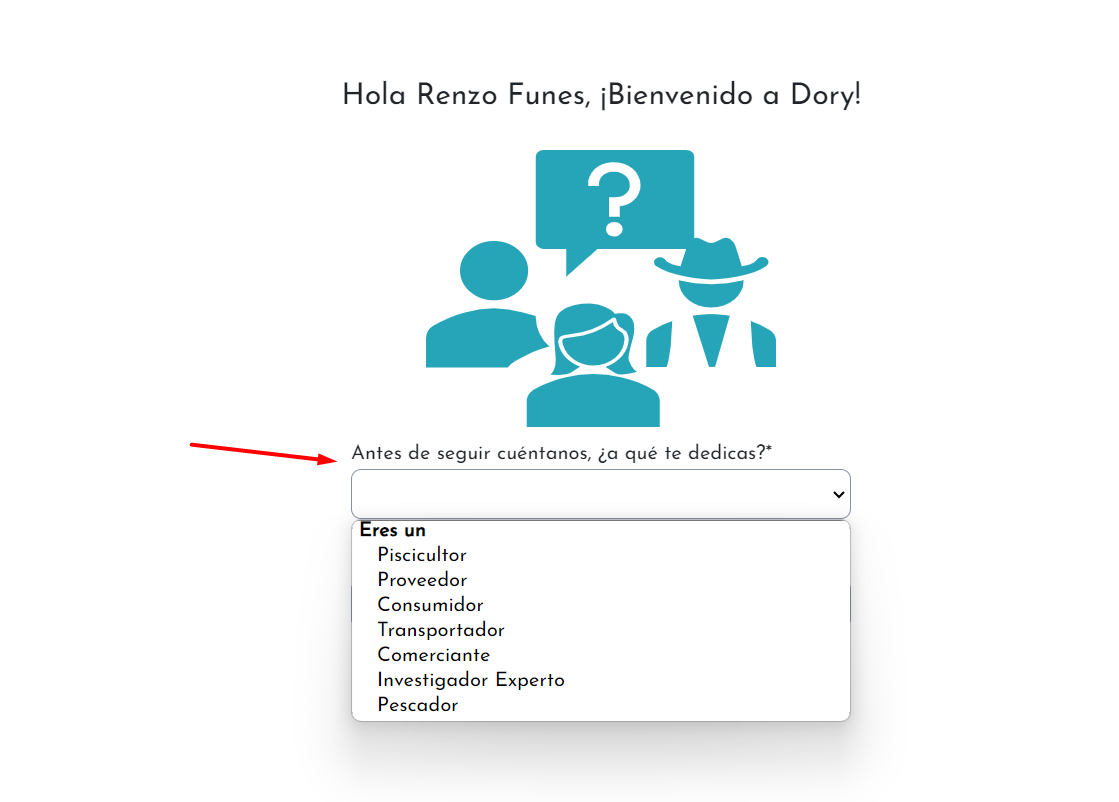 Hola Renzo Funes, ¡Bienvenido a Dory!
?
Antes de seguir cuéntanos, ¿a qué te dedicas?*
Eres un
Piscicultor
Proveedor
Consumidor
Transportador
Comerciante
Investigador Experto
Pescador